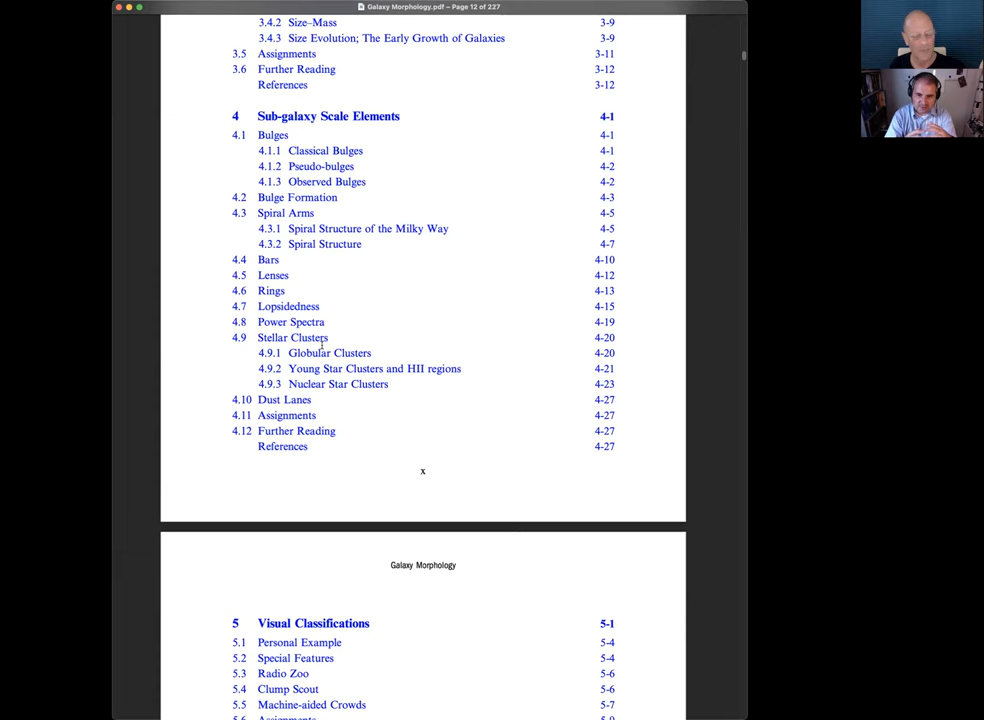 Galaxy Morphology.pdf – Page 12 of 227
3.4.2 Size–Mass 3-9
3.4.3 Size Evolution; The Early Growth of Galaxies 3-9
3.5 Assignments 3-11
3.6 Further Reading 3-12
References 3-12
4 Sub-galaxy Scale Elements 4-1
4.1 Bulges 4-1
4.1.1 Classical Bulges 4-1
4.1.2 Pseudo-bulges 4-2
4.1.3 Observed Bulges 4-2
4.2 Bulge Formation 4-3
4.3 Spiral Arms 4-5
4.3.1 Spiral Structure of the Milky Way 4-5
4.3.2 Spiral Structure 4-7
4.4 Bars 4-10
4.5 Lenses 4-12
4.6 Rings 4-13
4.7 Lopsidedness 4-15
4.8 Power Spectra 4-19
4.9 Stellar Clusters 4-20
4.9.1 Globular Clusters 4-20
4.9.2 Young Star Clusters and HII regions 4-21
4.9.3 Nuclear Star Clusters 4-23
4.10 Dust Lanes 4-27
4.11 Assignments 4-27
4.12 Further Reading 4-27
References 4-27
x
Galaxy Morphology
5 Visual Classifications 5-1
5.1 Personal Example 5-4
5.2 Special Features 5-4
5.3 Radio Zoo 5-6
5.4 Clump Scout 5-6
5.5 Machine-aided Crowds 5-7
5.6 Assignments 5-9